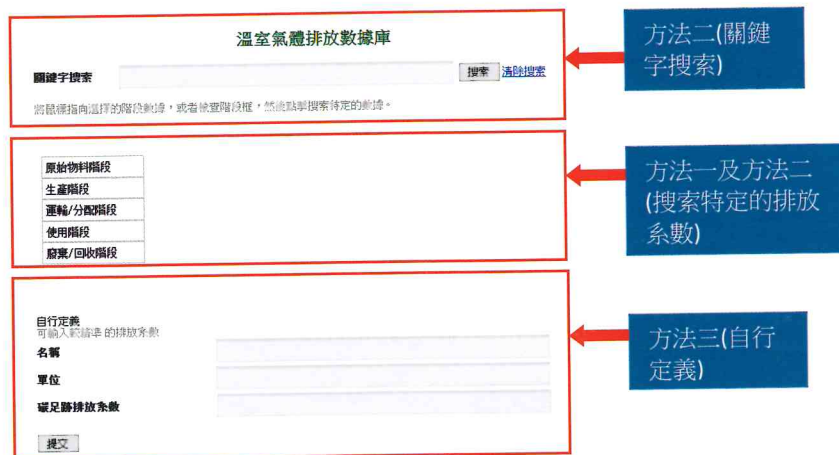 溫室氣體排放數據庫
關鍵字搜索
搜索 清除搜索
將鼠標指向選擇的階段數據，或者檢查階段框，然後點擊搜索特定的數據。
方法二(關鍵
字搜索)
原始物料階段
生產階段
運輸/分配階段
使用階段
廢棄/回收階段
方法一及方法二
(搜索特定的排放
系數)
自行定義
可輸入較精準 的排放系數
名稱
單位
碳足跡排放系數
提交
方法三(自行
定義)